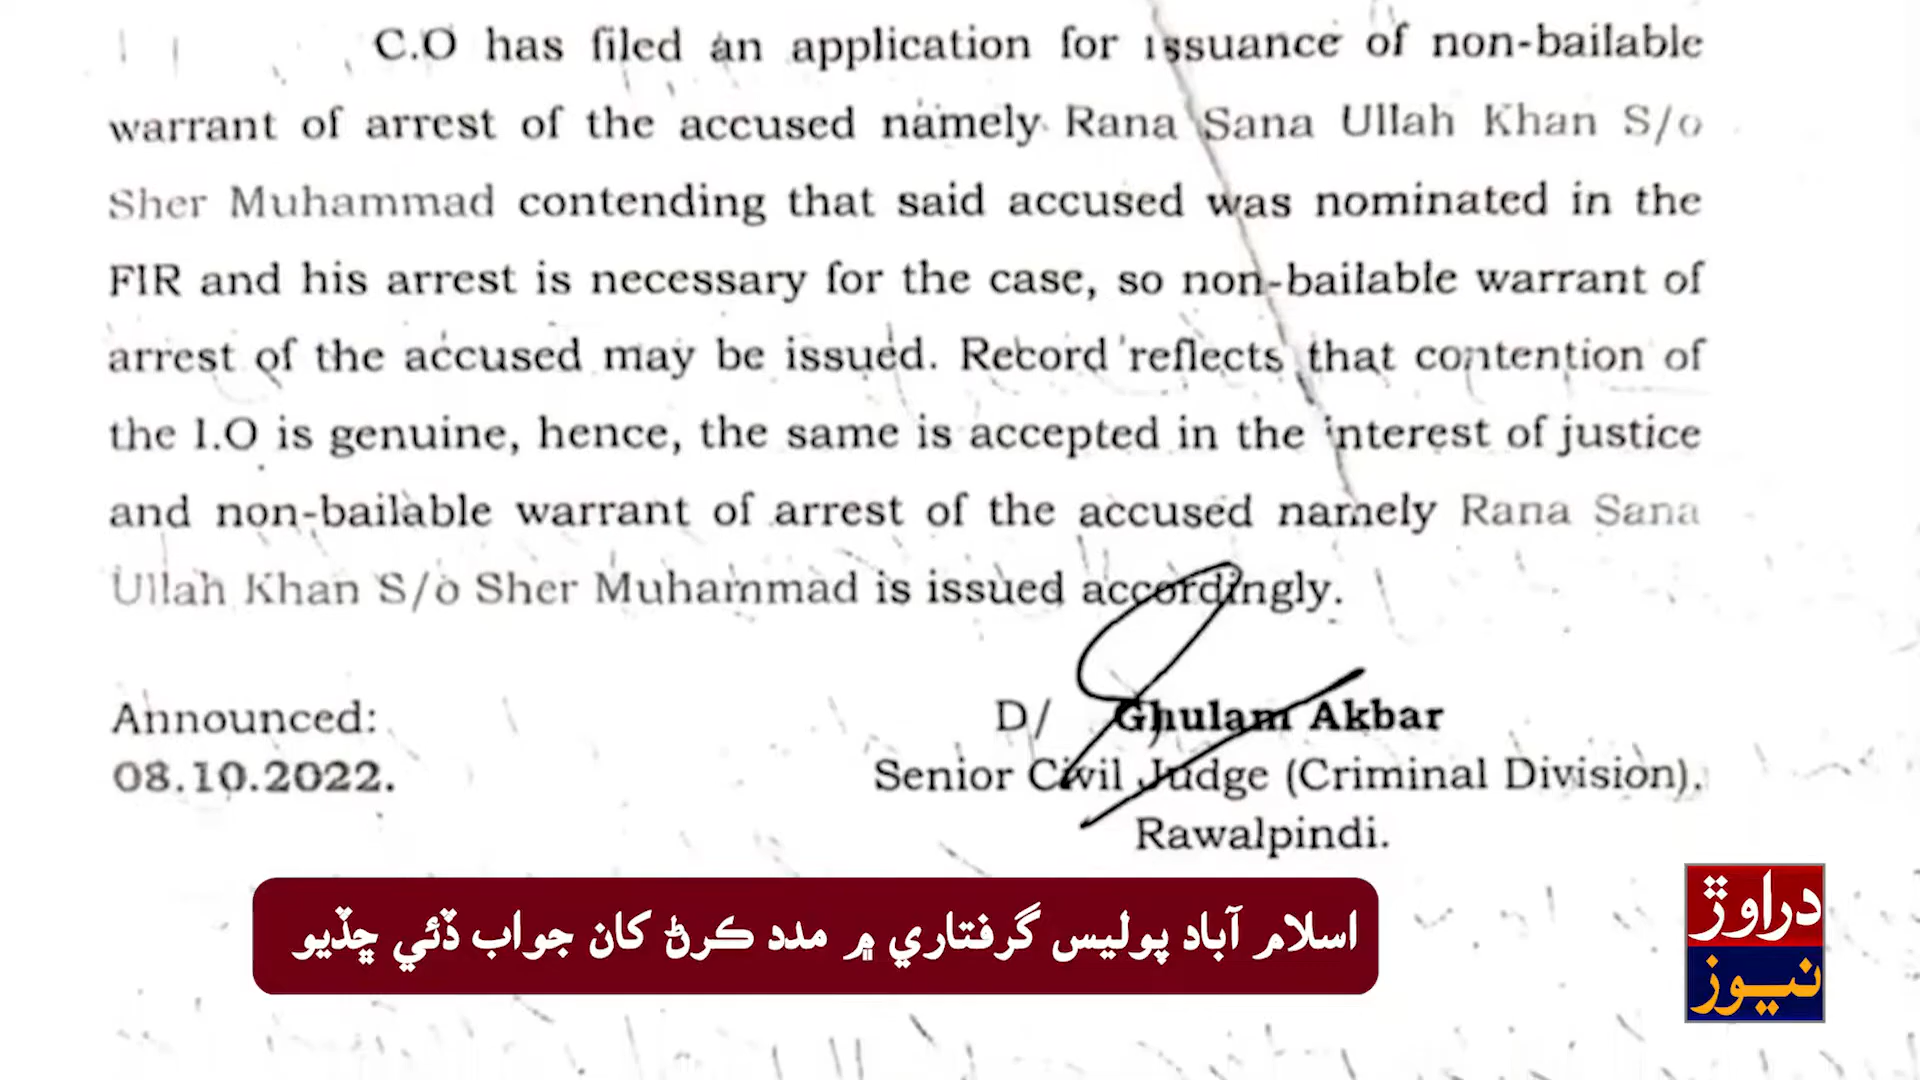 C.O has filed an application for issuance of non-bailable
warrant of arrest of the accused namely Rana Sana Ullah Khan S/o
Sher Muhammad contending that said accused was nominated in the
FIR and his arrest is necessary for the case, so non-bailable warrant of
arrest of the accused may be issued. Record reflects that contention of
the I.O is genuine, hence, the same is accepted in the interest of justice
and non-bailable warrant of arrest of the accused namely Rana Sana
Ullah Khan S/o Sher Muhammad is issued accordingly.
Announced:
08.10.2022.
D/ Ghulam Akbar
Senior Civil Judge (Criminal Division),
Rawalpindi.
اسلام آباد پوليس گرفتاري ۾ مدد ڪرڻ کان جواب ڏئي ڇڏيو
دراوڙ
نيوز